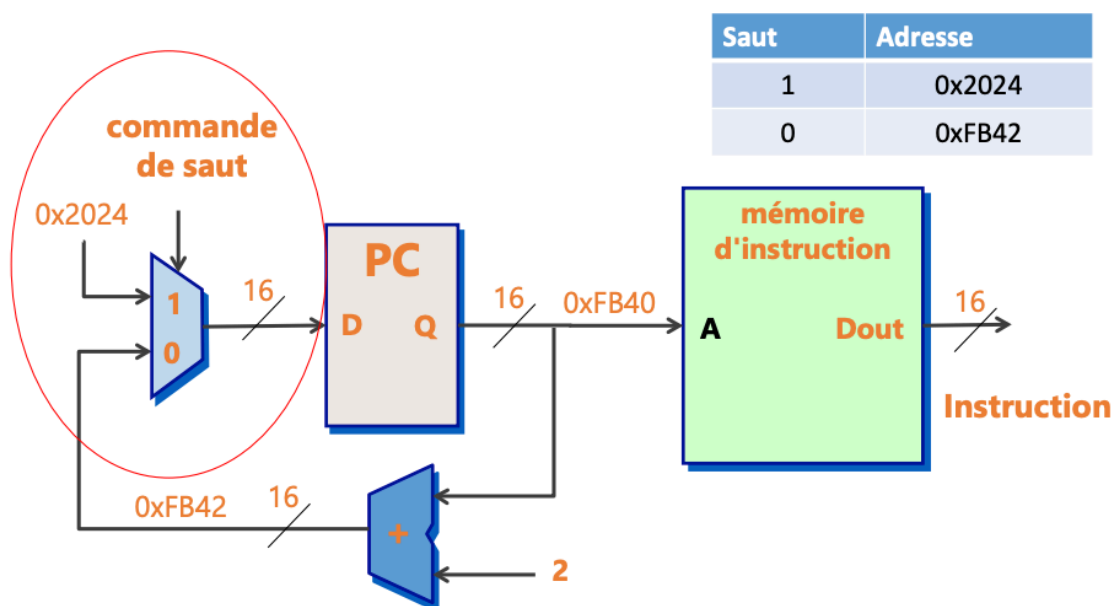 Saut Adresse
1 0x2024
0 0xFB42
commande
de saut
0x2024
1
0
16
PC
D Q
16
0xFB40
mémoire
d'instruction
A Dout
16
Instruction
0xFB42
16
+
2